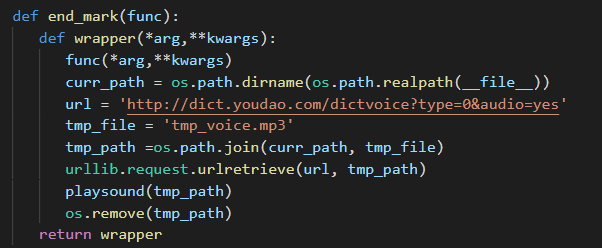 def end_mark(func):
    def wrapper(*arg,**kwargs):
        func(*arg,**kwargs)
        curr_path = os.path.dirname(os.path.realpath(__file__))
        url = 'http://dict.youdao.com/dictvoice?type=0&audio=yes'
        tmp_file = 'tmp_voice.mp3'
        tmp_path =os.path.join(curr_path, tmp_file)
        urllib.request.urlretrieve(url, tmp_path)
        playsound(tmp_path)
        os.remove(tmp_path)
    return wrapper